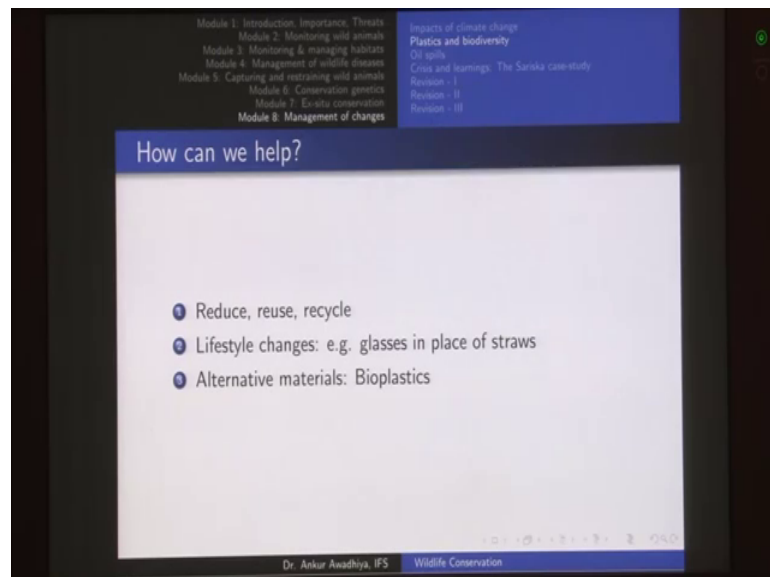 Module 1: Introduction, Importance, Threats
Module 2: Monitoring wild animals
Module 3: Monitoring & managing habitats
Module 4: Management of wildlife diseases
Module 5: Capturing and restraining wild animals
Module 6: Conservation genetics
Module 7: Ex-situ conservation
Module 8: Management of changes
Impacts of climate change
Plastics and biodiversity
Oil spills
Crisis and learnings: The Sariska case-study
Revision - I
Revision - II
Revision - III
How can we help?
1 Reduce, reuse, recycle
2 Lifestyle changes: e.g. glasses in place of straws
3 Alternative materials: Bioplastics
Dr. Ankur Awadhiya, IFS
Wildlife Conservation